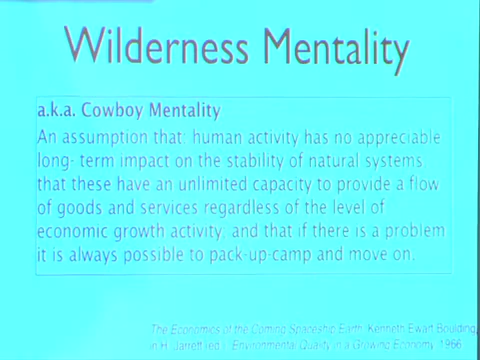 Wilderness Mentality
a.k.a. Cowboy Mentality
An assumption that: human activity has no appreciable
long- term impact on the stability of natural systems
that these have an unlimited capacity to provide a flow
of goods and services regardless of the level of
economic growth activity, and that if there is a problem
it is always possible to pack-up-camp and move on.
The Economics of the Coming Spaceship Earth. Kenneth Ewart Boulding,
in H. Jarrett (ed.) Environmental Quality in a Growing Economy, 1966